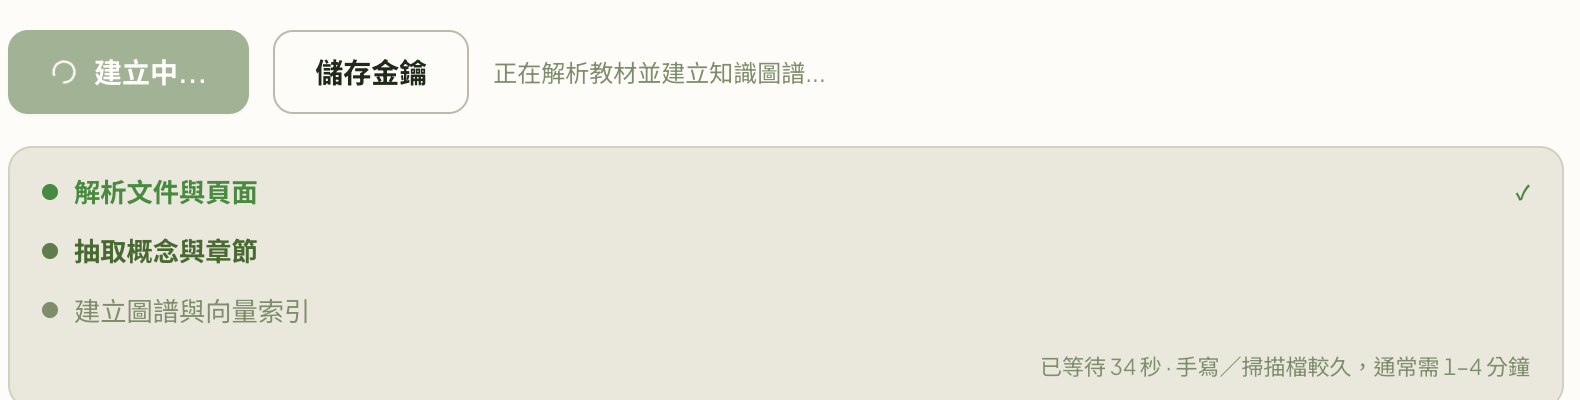 建立中...
儲存金鑰
正在解析教材並建立知識圖譜...
解析文件與頁面 ✓
抽取概念與章節
建立圖譜與向量索引
已等待 34 秒 · 手寫／掃描檔較久，通常需 1–4 分鐘